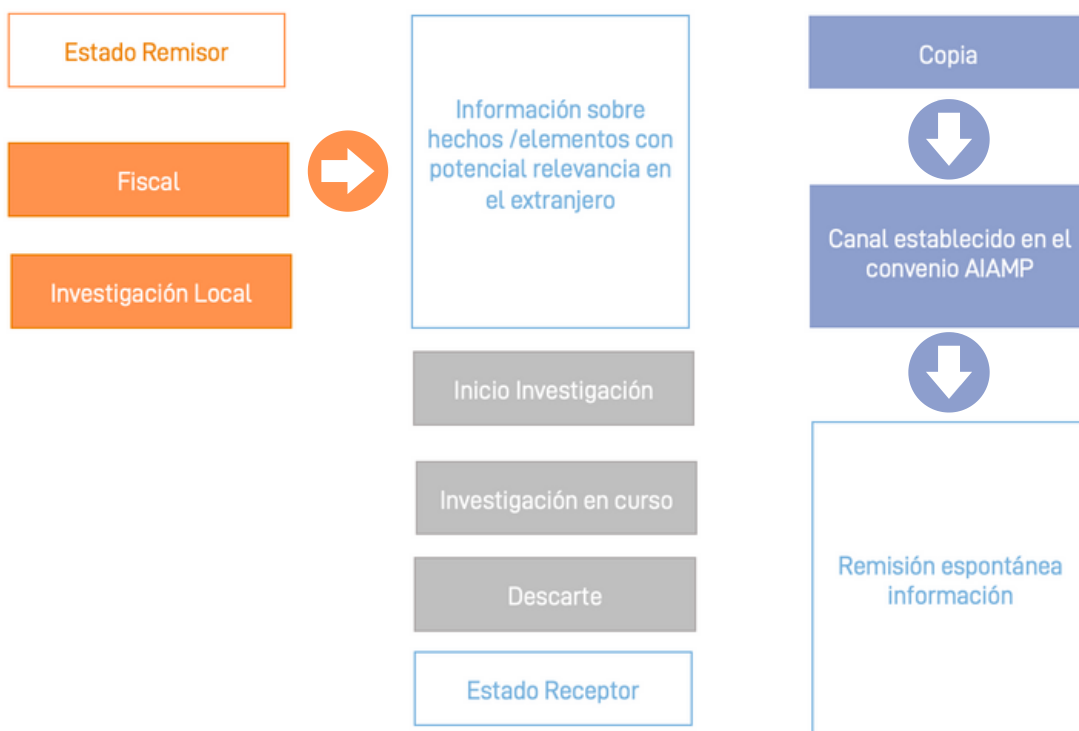 Estado Remisor
Fiscal
Investigación Local
Información sobre
hechos /elementos con
potencial relevancia en
el extranjero
Inicio Investigación
Investigación en curso
Descarte
Estado Receptor
Copia
Canal establecido en el
convenio AIAMP
Remisión espontánea
información